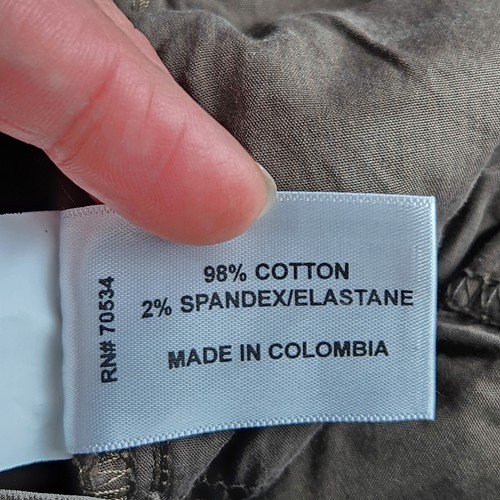 98% COTTON
2% SPANDEX/ELASTANE
MADE IN COLOMBIA
RN# 70534